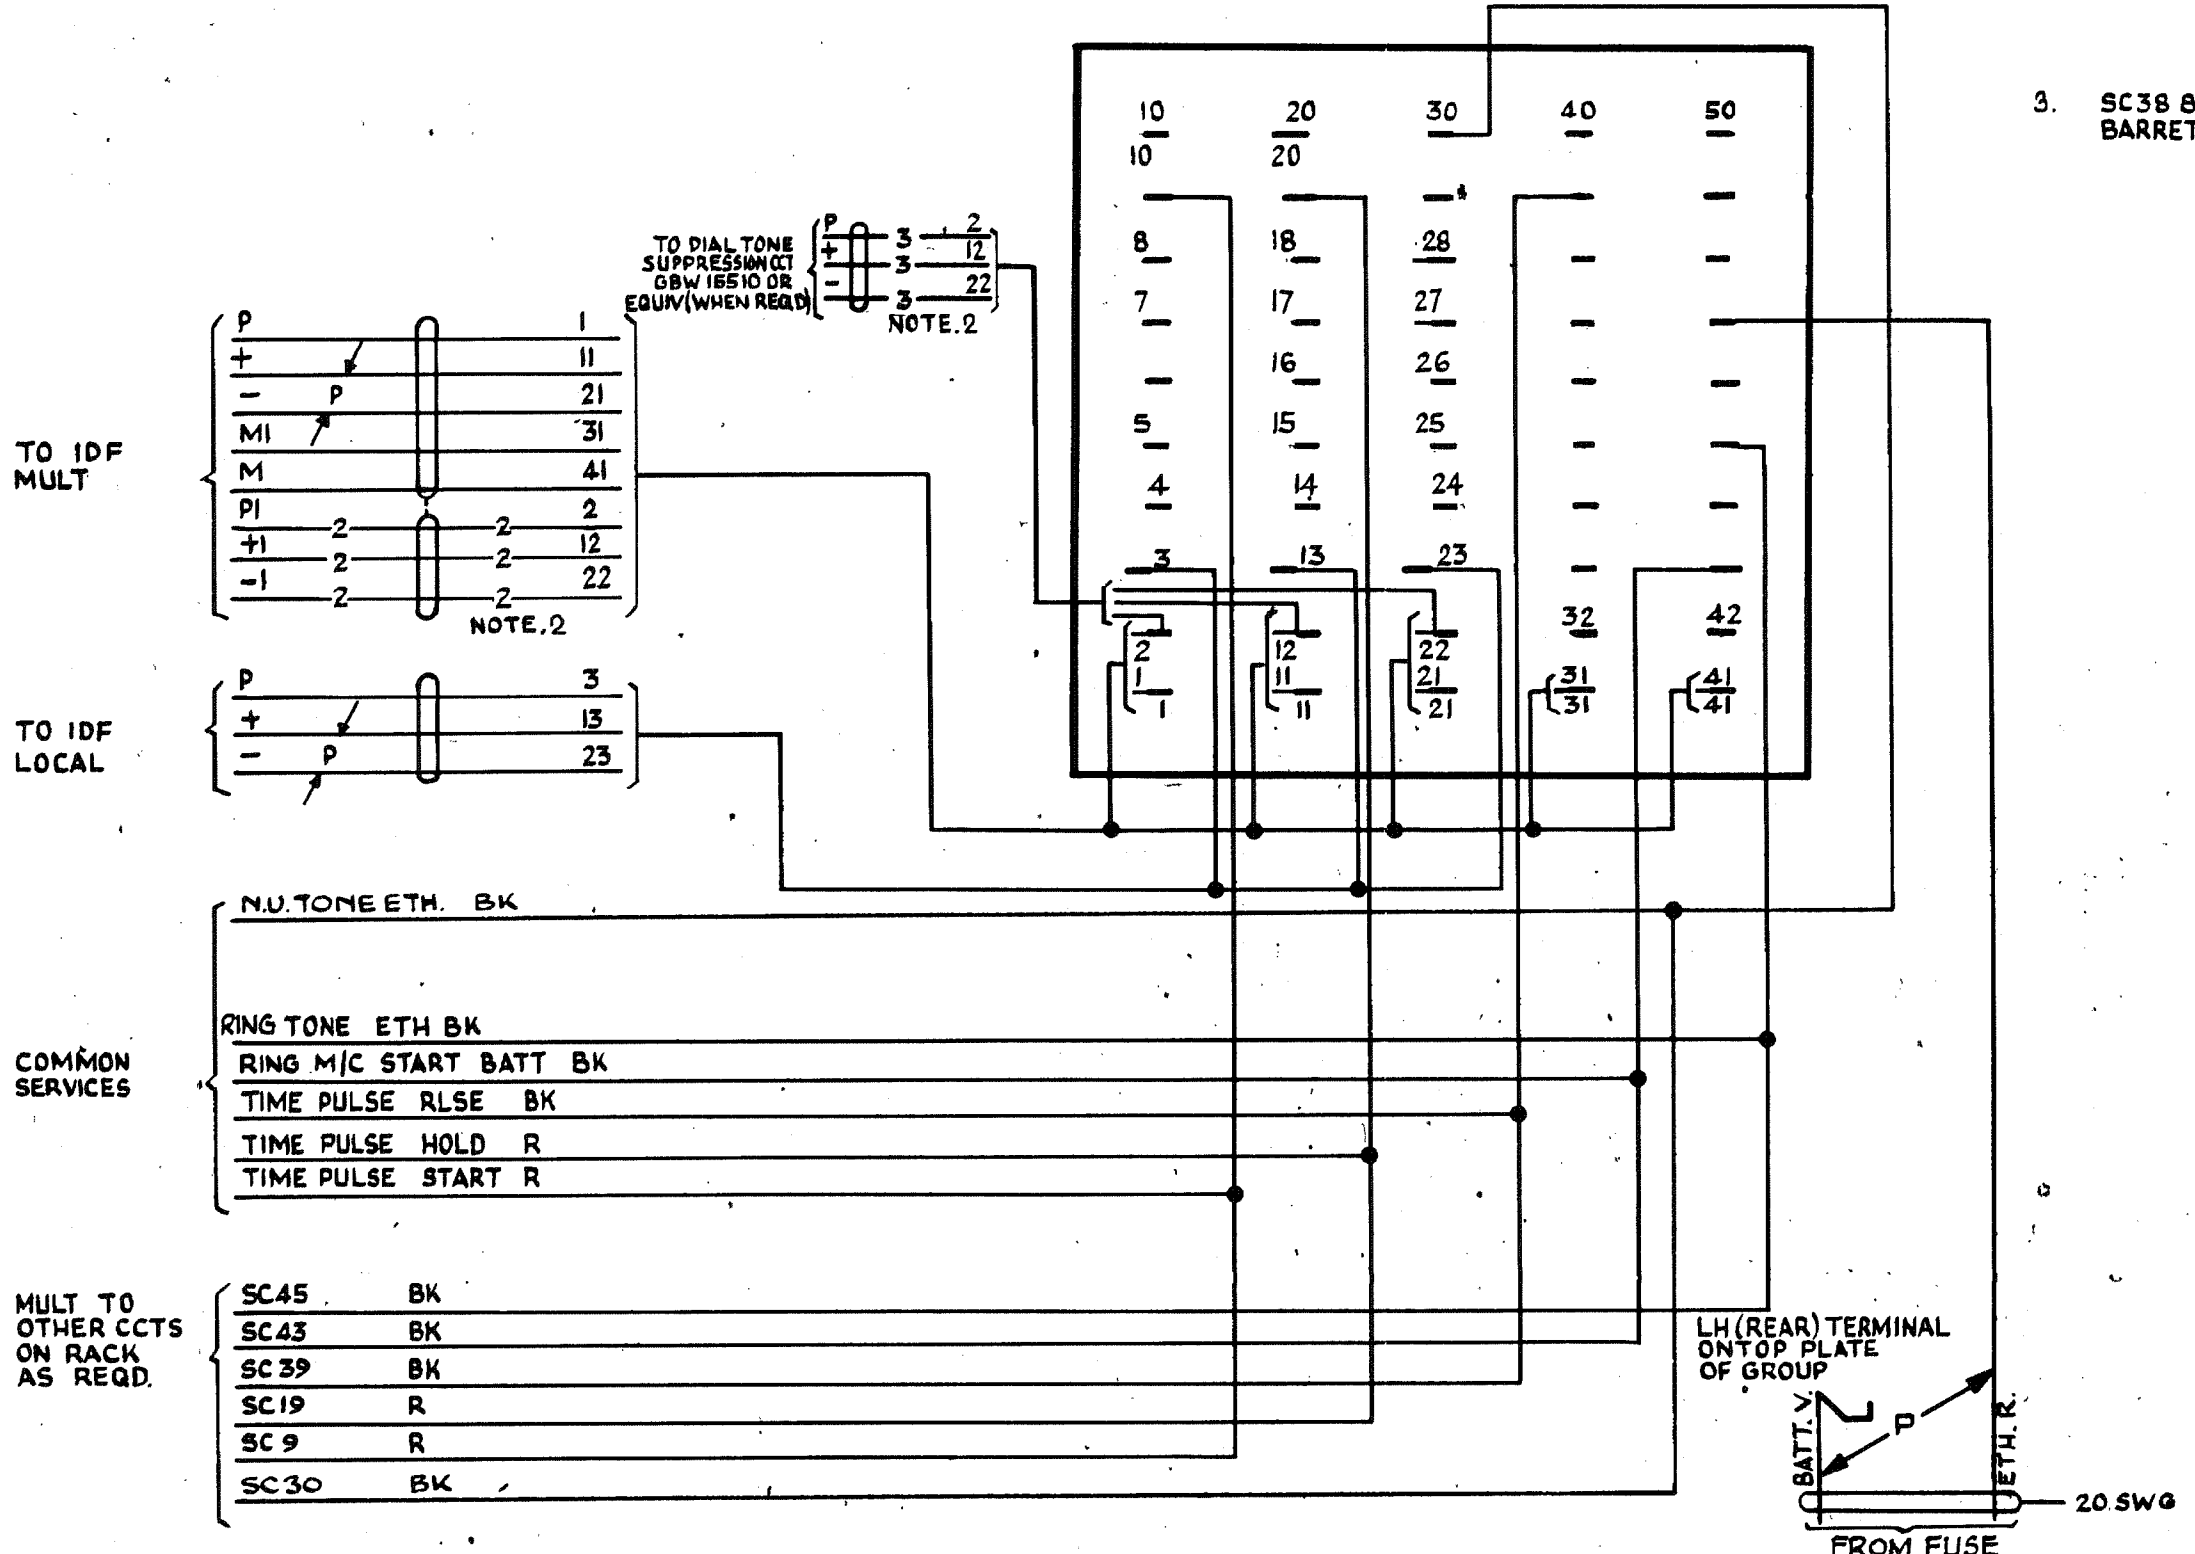 10 20 30 40 50
10 20
8 18 28
7 17 27
16 26
5 15 25
4 14 24
3 13 23
32 42
2 12 22
1 11 21 31 41
1 11 21 31 41
3. SC38 8
BARRET
TO DIAL TONE
SUPPRESSION CCT
GBW 16510 OR
EQUIV (WHEN REQD)
P 3 2
+ 3 12
- 3 22
NOTE.2
TO IDF
MULT
P 1
+ 11
- P 21
M1 31
M 41
P1 2 2 2
+1 2 2 12
-1 2 2 22
NOTE.2
TO IDF
LOCAL
P 3
+ 13
- P 23
COMMON
SERVICES
N.U. TONE ETH. BK
RING TONE ETH BK
RING M/C START BATT BK
TIME PULSE RLSE BK
TIME PULSE HOLD R
TIME PULSE START R
MULT TO
OTHER CCTS
ON RACK
AS REQD.
SC45 BK
SC43 BK
SC39 BK
SC19 R
SC9 R
SC30 BK
LH (REAR) TERMINAL
ON TOP PLATE
OF GROUP
BATT. V.
P
ETH. R.
20 SWG
FROM FUSE